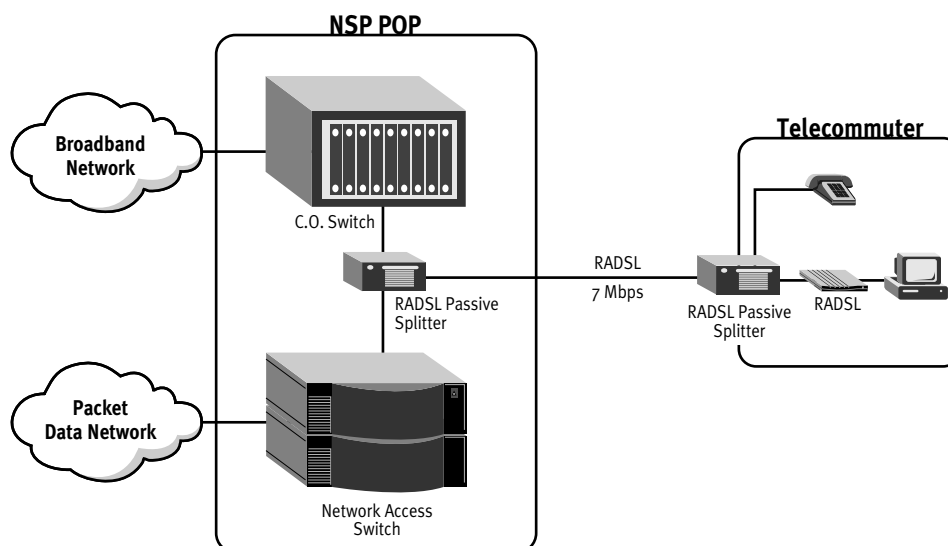 NSP POP
Broadband
Network
C.O. Switch
RADSL Passive
Splitter
Packet
Data Network
Network Access
Switch
RADSL
7 Mbps
Telecommuter
RADSL Passive
Splitter
RADSL